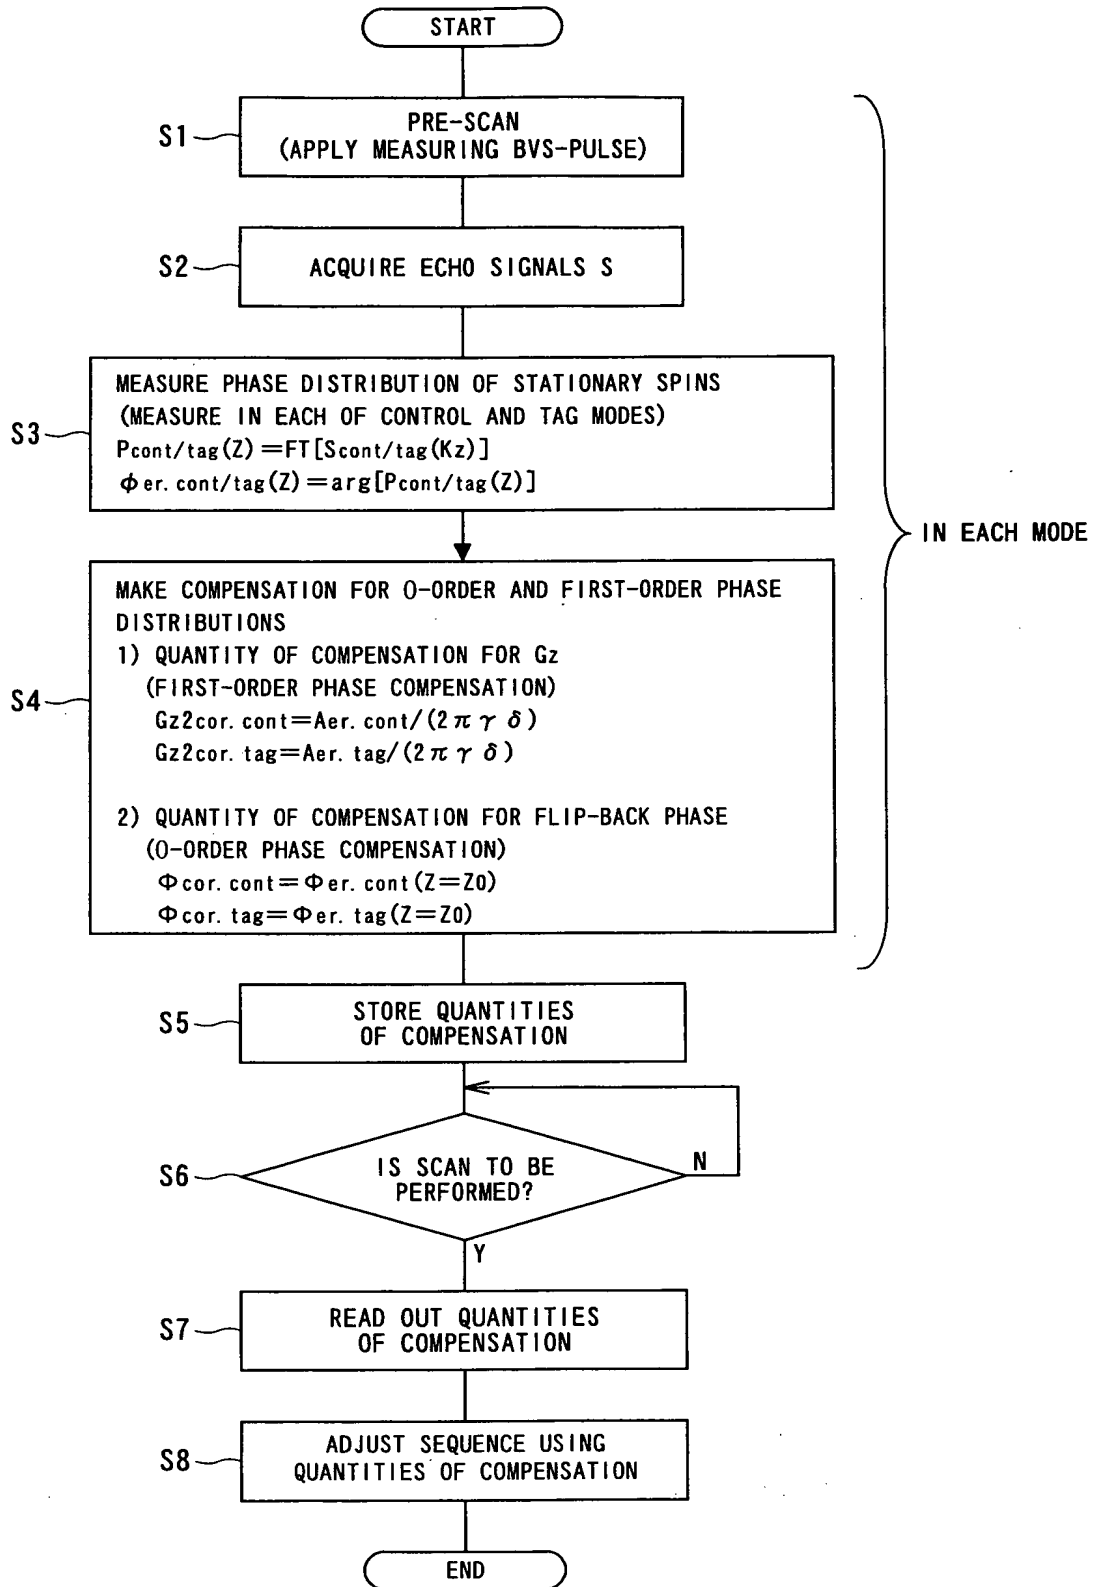 START
S1
PRE-SCAN
(APPLY MEASURING BVS-PULSE)
S2
ACQUIRE ECHO SIGNALS S
S3
MEASURE PHASE DISTRIBUTION OF STATIONARY SPINS
(MEASURE IN EACH OF CONTROL AND TAG MODES)
Pcont/tag(Z)=FT[Scont/tag(Kz)]
ϕer.cont/tag(Z)=arg[Pcont/tag(Z)]
IN EACH MODE
S4
MAKE COMPENSATION FOR 0-ORDER AND FIRST-ORDER PHASE
DISTRIBUTIONS
1) QUANTITY OF COMPENSATION FOR Gz
(FIRST-ORDER PHASE COMPENSATION)
Gz2cor.cont=Aer.cont/(2πγδ)
Gz2cor.tag=Aer.tag/(2πγδ)
2) QUANTITY OF COMPENSATION FOR FLIP-BACK PHASE
(0-ORDER PHASE COMPENSATION)
Φcor.cont=Φer.cont(Z=Z0)
Φcor.tag=Φer.tag(Z=Z0)
S5
STORE QUANTITIES
OF COMPENSATION
S6
IS SCAN TO BE
PERFORMED?
N
Y
S7
READ OUT QUANTITIES
OF COMPENSATION
S8
ADJUST SEQUENCE USING
QUANTITIES OF COMPENSATION
END